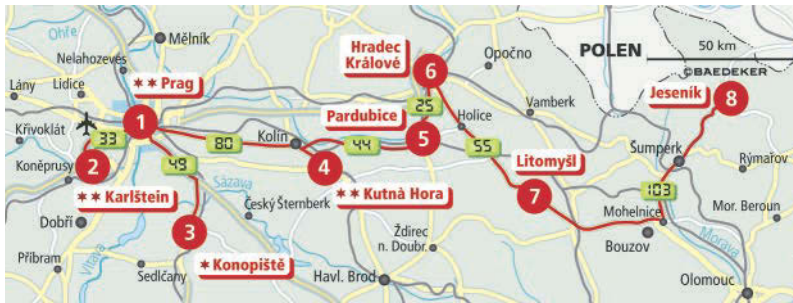 Ohře
Mělník
Nelahozeves
Lány
Lidice
** Prag
Křivoklát
33
1
2
Koněprusy
** Karlštein
49
80
Kolín
44
4
** Kutná Hora
Sázava
Český Šternberk
3
* Konopiště
Dobří
Příbram
Vltava
Sedlčany
Havl. Brod
Ždírec
n. Doubr.
Hradec
Králové
6
Opočno
25
Pardubice
5
Holice
Vamberk
55
Litomyšl
7
POLEN
50 km
©BAEDEKER
Jeseník
8
Šumperk
Rýmařov
103
Mohelnice
Mor. Beroun
Bouzov
Morava
Olomouc